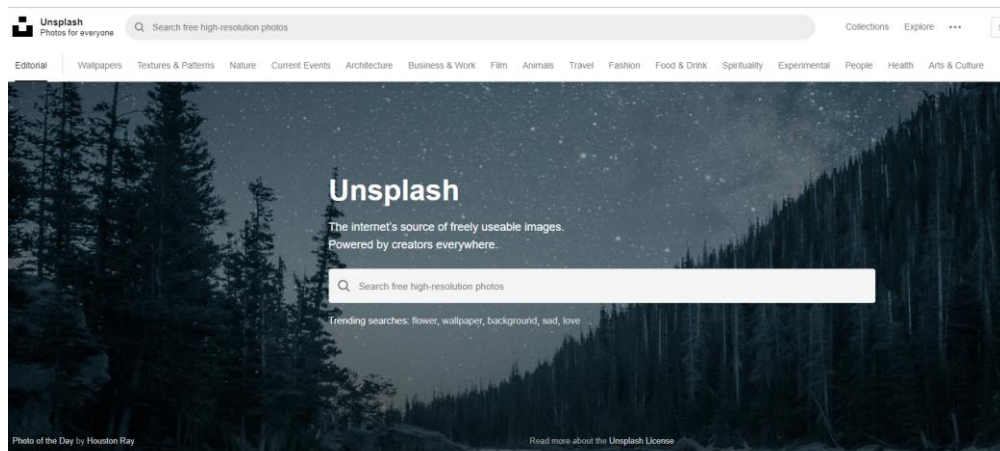 Unsplash
Photos for everyone
Search free high-resolution photos
Collections Explore
Editorial Wallpapers Textures & Patterns Nature Current Events Architecture Business & Work Film Animals Travel Fashion Food & Drink Spirituality Experimental People Health Arts & Culture
Unsplash
The internet's source of freely useable images.
Powered by creators everywhere.
Search free high-resolution photos
Trending searches: flower, wallpaper, background, sad, love
Photo of the Day by Houston Ray
Read more about the Unsplash License